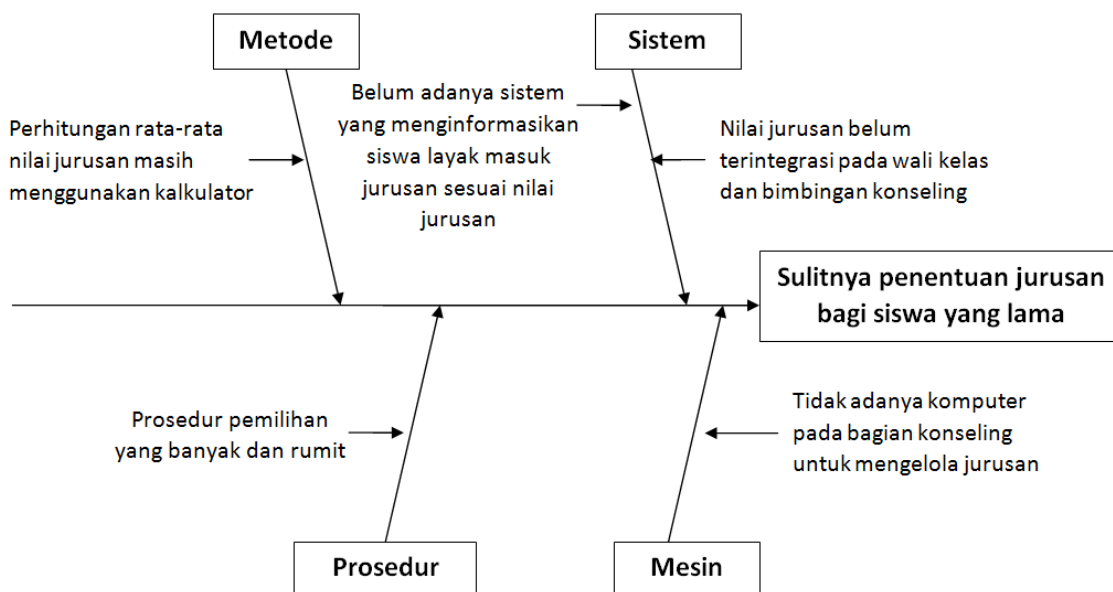 Metode
Sistem
Perhitungan rata-rata
nilai jurusan masih
menggunakan kalkulator
Belum adanya sistem
yang menginformasikan
siswa layak masuk
jurusan sesuai nilai
jurusan
Nilai jurusan belum
terintegrasi pada wali kelas
dan bimbingan konseling
Sulitnya penentuan jurusan
bagi siswa yang lama
Prosedur pemilihan
yang banyak dan rumit
Tidak adanya komputer
pada bagian konseling
untuk mengelola jurusan
Prosedur
Mesin